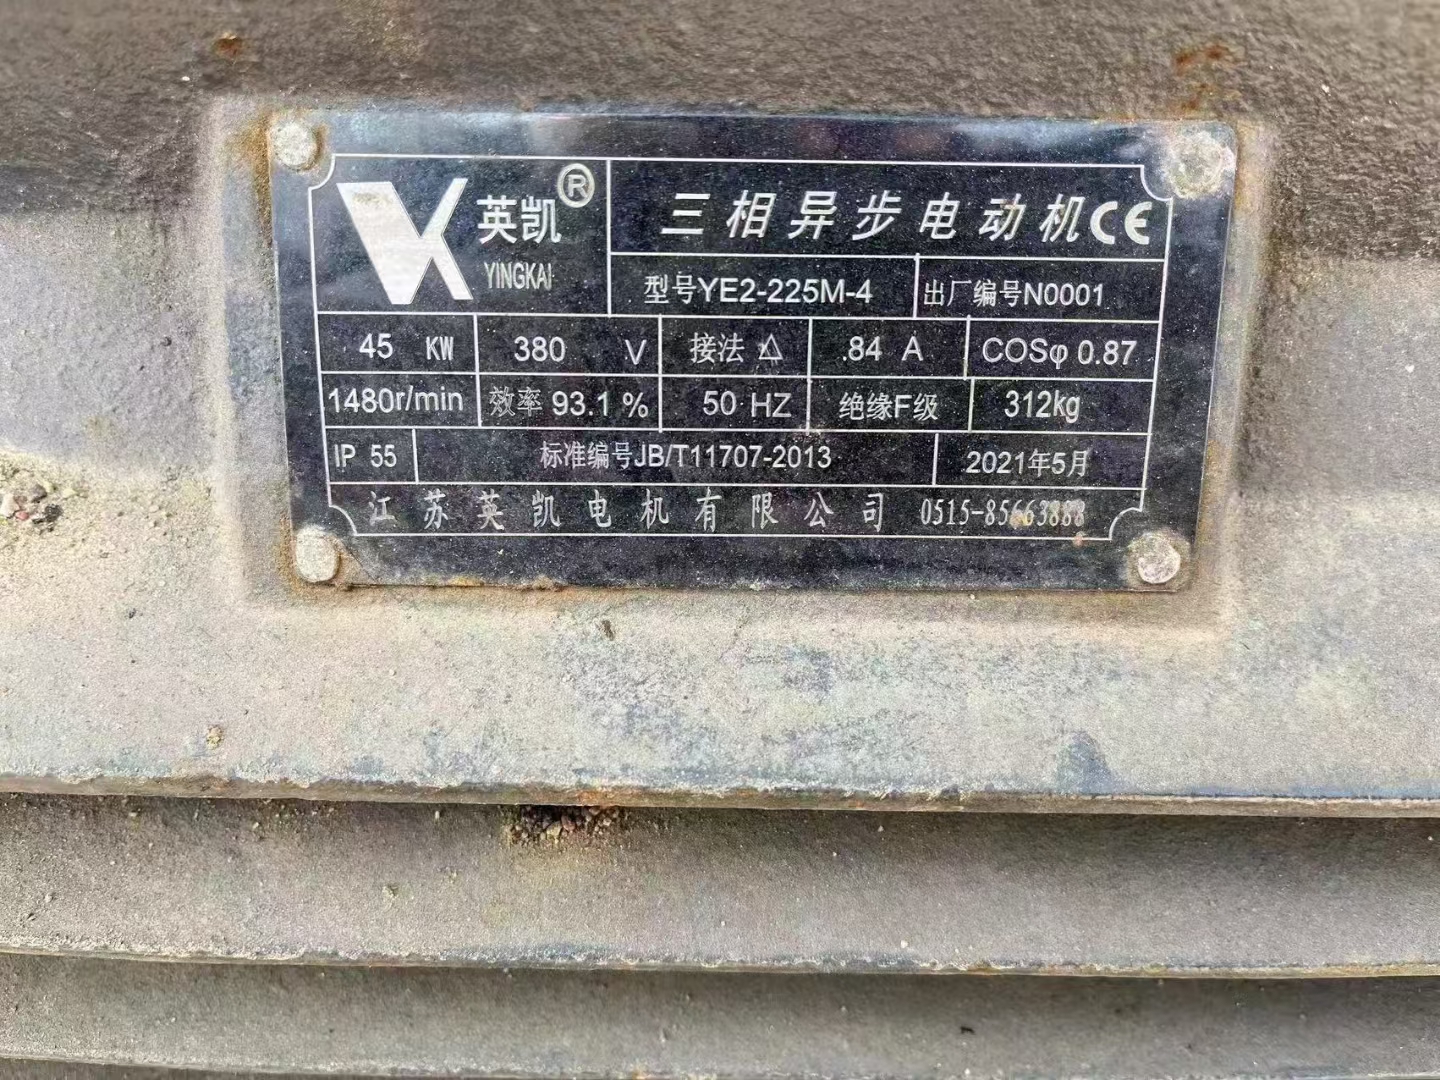 英凯®
YINGKAI
三相异步电动机 CE
型号YE2-225M-4 出厂编号N0001
45 KW 380 V 接法 △ .84 A COSφ 0.87
1480r/min 效率 93.1 % 50 HZ 绝缘F级 312kg
IP 55 标准编号JB/T11707-2013 2021年5月
江苏英凯电机有限公司 0515-85663888